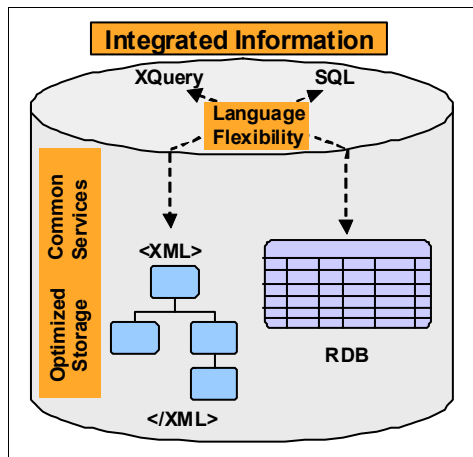 Integrated Information
XQuery
SQL
Language
Flexibility
Common
Services
<XML>
Optimized
Storage
RDB
</XML>